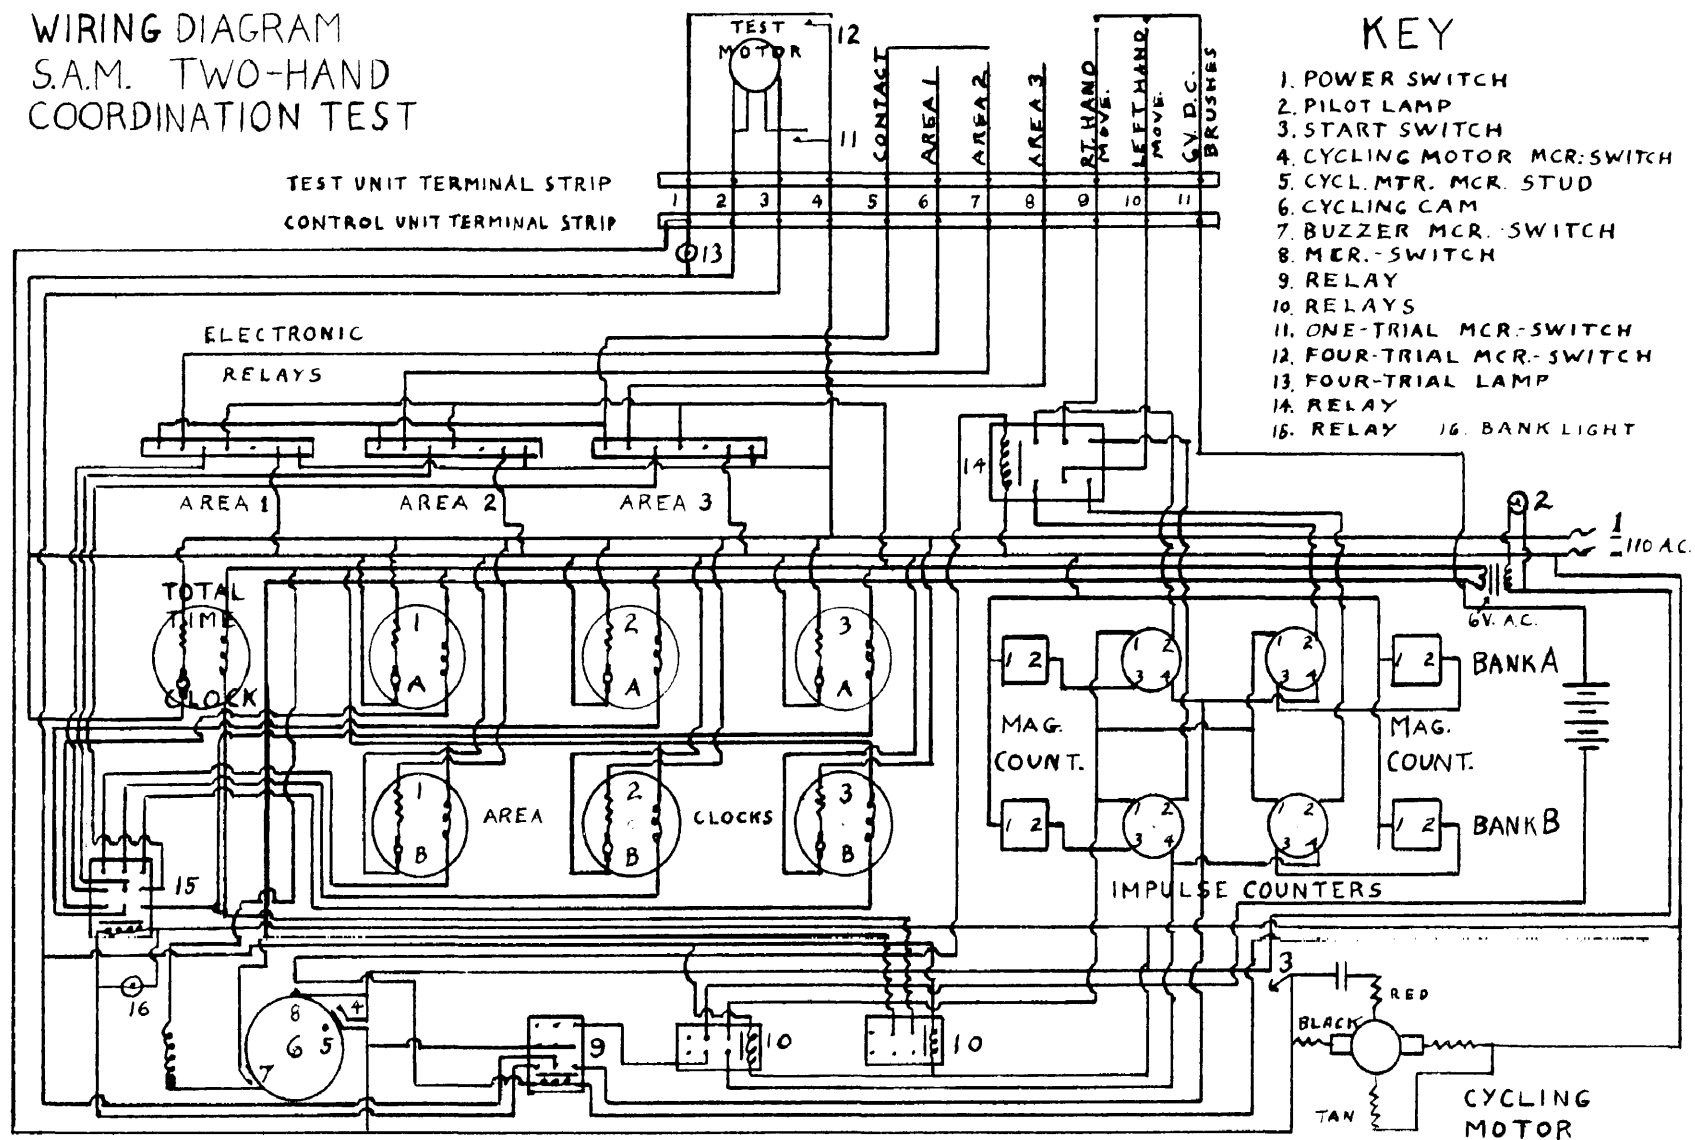 WIRING DIAGRAM
S.A.M. TWO-HAND
COORDINATION TEST
TEST
MOTOR
12
11
CONTACT
AREA 1
AREA 2
AREA 3
RT. HAND
MOVE.
LEFT HAND
MOVE.
6 V. D.C.
BRUSHES
TEST UNIT TERMINAL STRIP
1 2 3 4 5 6 7 8 9 10 11
CONTROL UNIT TERMINAL STRIP
13
KEY
1. POWER SWITCH
2. PILOT LAMP
3. START SWITCH
4. CYCLING MOTOR MCR. SWITCH
5. CYCL. MTR. MCR. STUD
6. CYCLING CAM
7. BUZZER MCR. SWITCH
8. MCR.-SWITCH
9. RELAY
10. RELAYS
11. ONE-TRIAL MCR.-SWITCH
12. FOUR-TRIAL MCR.-SWITCH
13. FOUR-TRIAL LAMP
14. RELAY
15. RELAY 16. BANK LIGHT
ELECTRONIC
RELAYS
AREA 1 AREA 2 AREA 3
14
2
1
110 A.C.
6V. A.C.
TOTAL
TIME
CLOCK
1
A
2
A
3
A
1 2
1 2
3 4
1 2
3 4
1 2
BANK A
MAG.
COUNT.
MAG.
COUNT.
1
B
AREA
2
B
CLOCKS
3
B
1 2
1 2
3 4
1 2
3 4
1 2
BANK B
IMPULSE COUNTERS
15
16
8
4
6 5
7
9
10
10
3
RED
BLACK
TAN
CYCLING
MOTOR